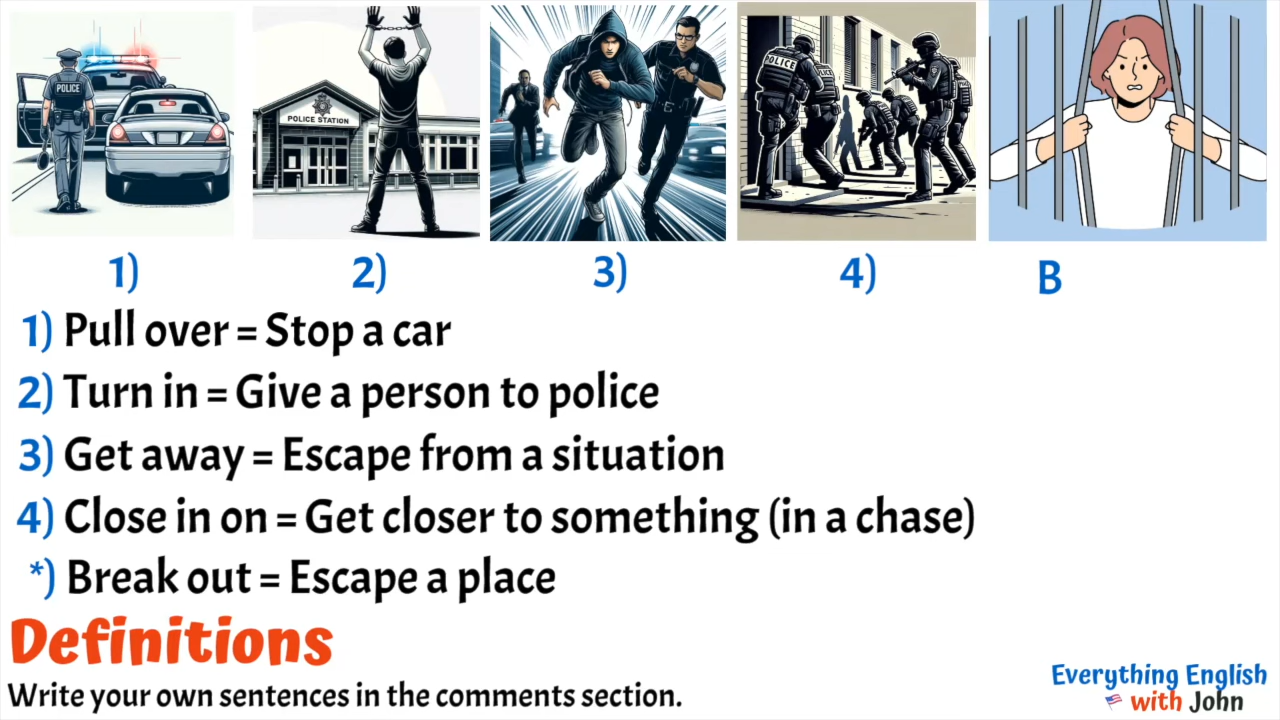 POLICE
POLICE STATION
POLICE
POLICE
1)
2)
3)
4)
B
1) Pull over = Stop a car
2) Turn in = Give a person to police
3) Get away = Escape from a situation
4) Close in on = Get closer to something (in a chase)
*) Break out = Escape a place
Definitions
Write your own sentences in the comments section.
Everything English
with John